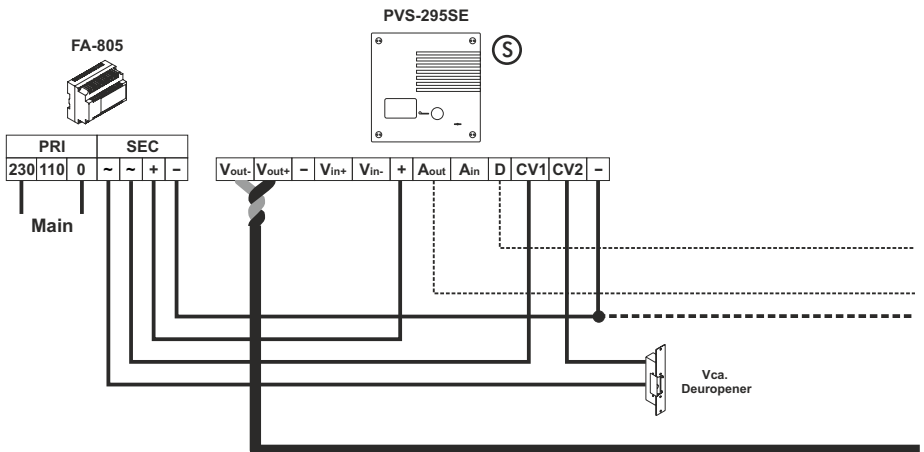 PVS-295SE
S
FA-805
PRI SEC
230 110 0 ~ ~ + –
Vout- Vout+ – Vin+ Vin- + Aout Ain D CV1 CV2 –
Main
Vca.
Deuropener